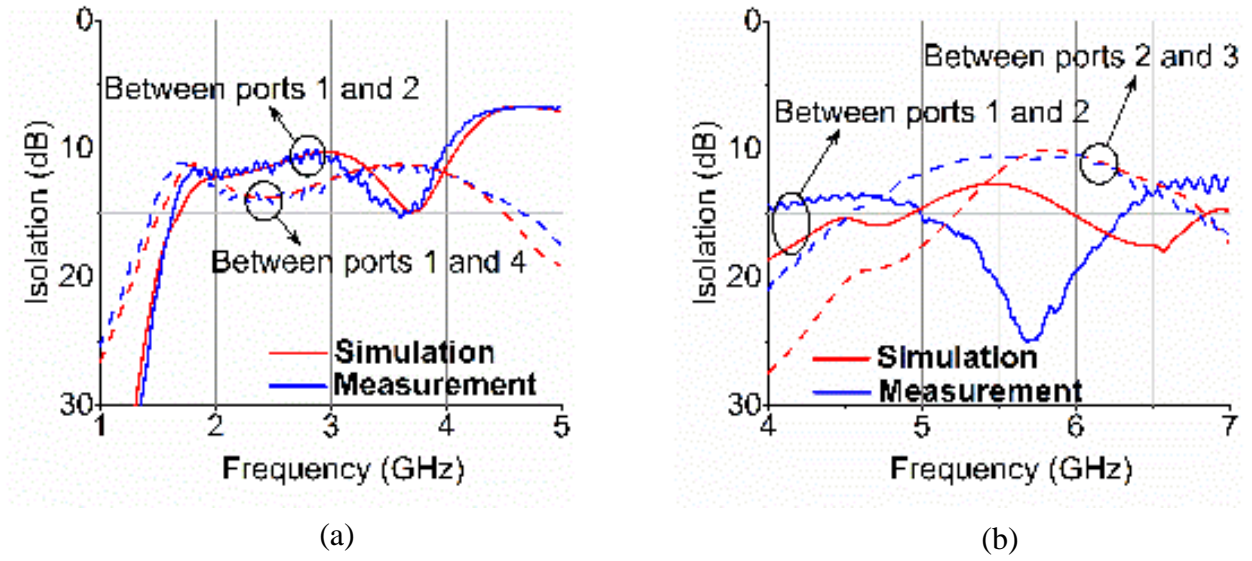 0
10
20
30
Isolation (dB)
Between ports 1 and 2
Between ports 1 and 4
Simulation
Measurement
1 2 3 4 5
Frequency (GHz)
(a)
0
10
20
30
Isolation (dB)
Between ports 2 and 3
Between ports 1 and 2
Simulation
Measurement
4 5 6 7
Frequency (GHz)
(b)